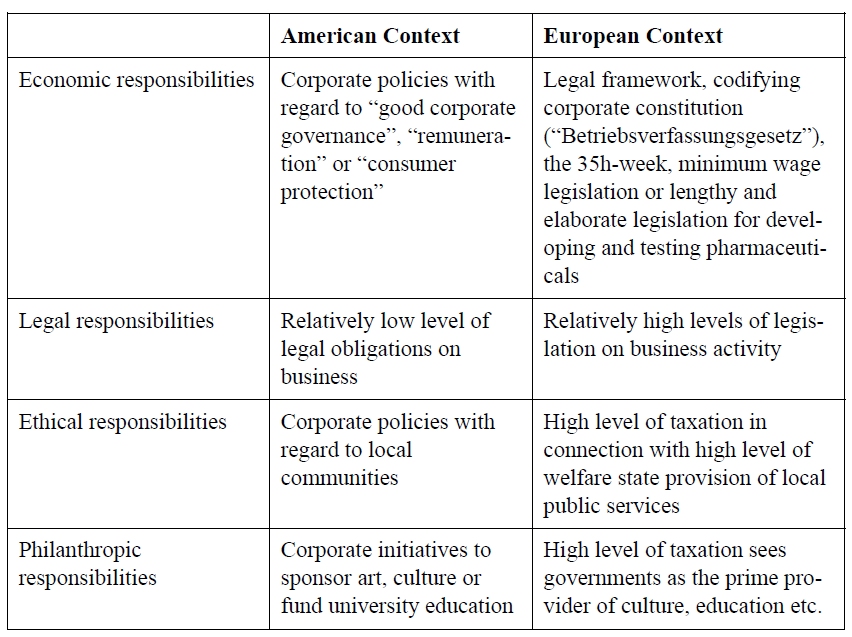 American Context
European Context
Economic responsibilities
Corporate policies with
regard to “good corporate
governance”, “remunera-
tion” or “consumer
protection”
Legal framework, codifying
corporate constitution
(“Betriebsverfassungsgesetz”),
the 35h-week, minimum wage
legislation or lengthy and
elaborate legislation for devel-
oping and testing pharmaceuti-
cals
Legal responsibilities
Relatively low level of
legal obligations on
business
Relatively high levels of legis-
lation on business activity
Ethical responsibilities
Corporate policies with
regard to local
communities
High level of taxation in
connection with high level of
welfare state provision of local
public services
Philanthropic
responsibilities
Corporate initiatives to
sponsor art, culture or
fund university education
High level of taxation sees
governments as the prime pro-
vider of culture, education etc.